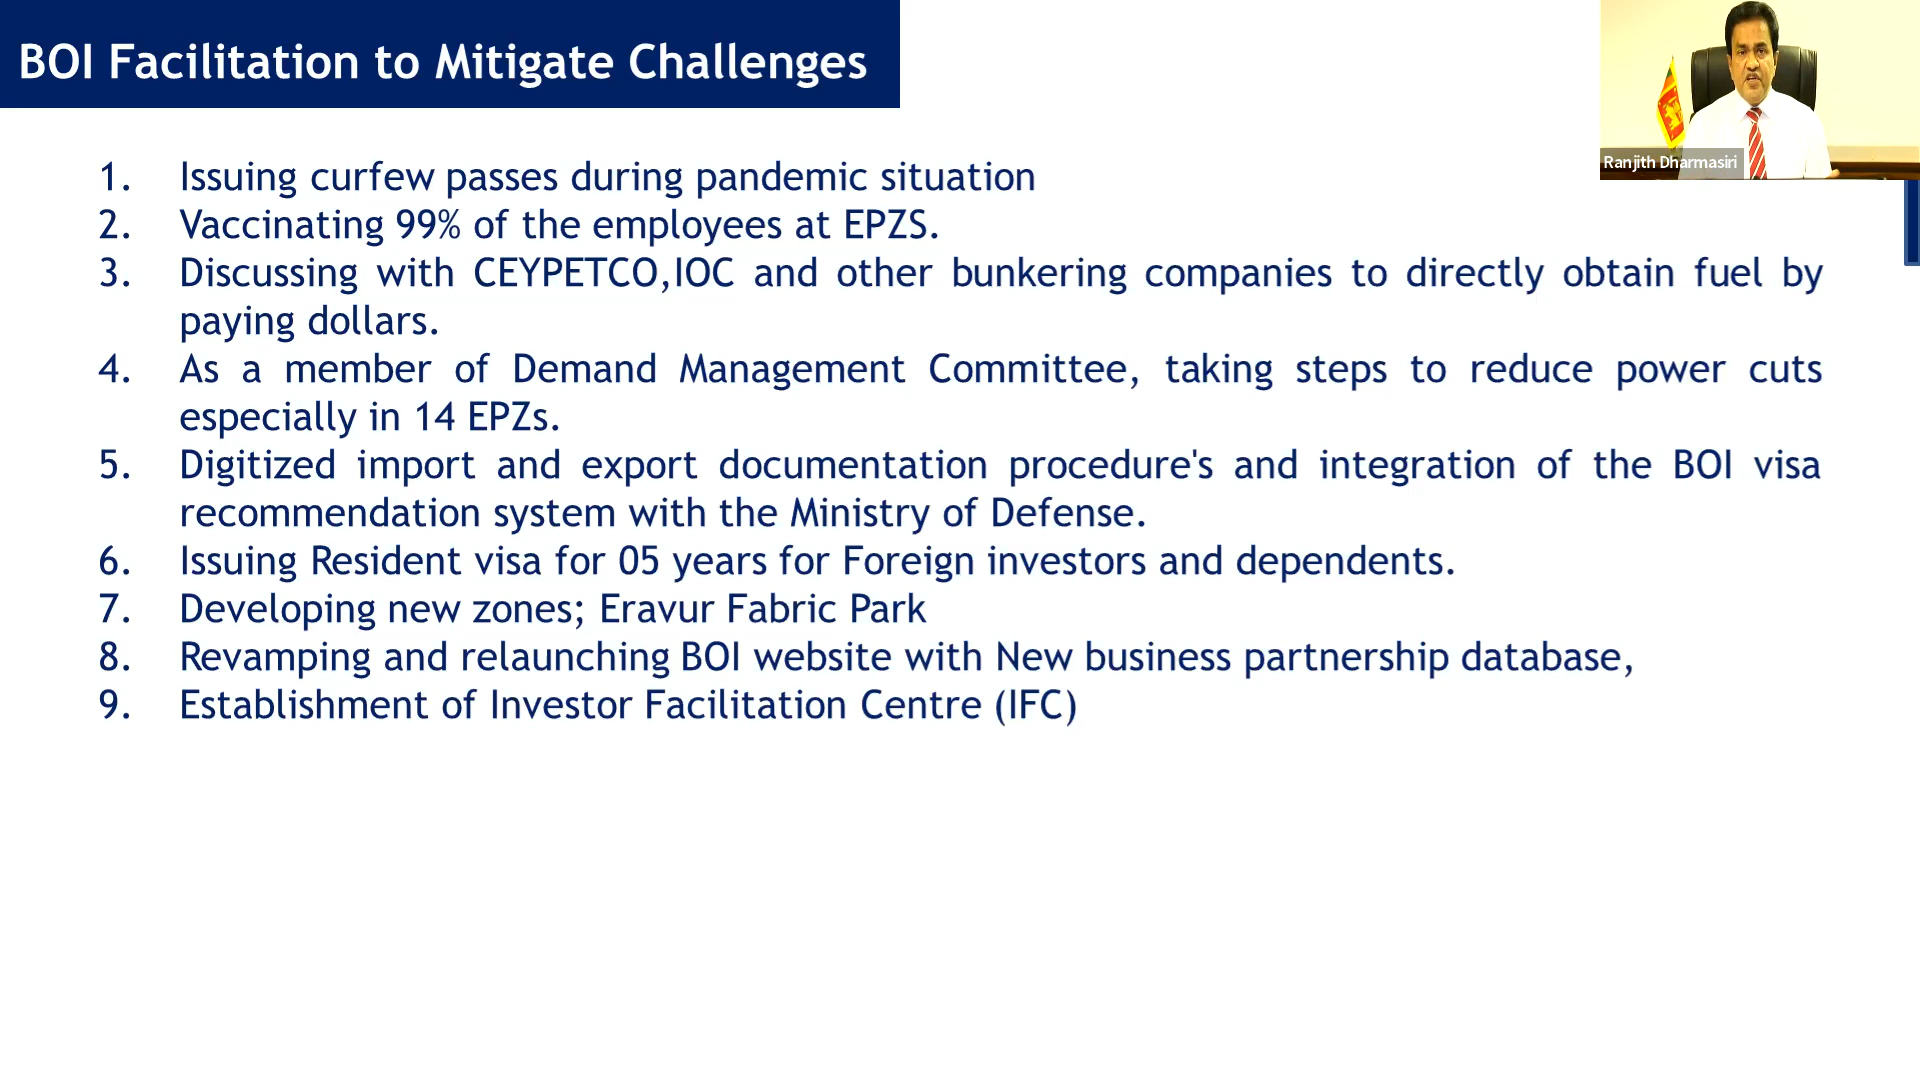 BOI Facilitation to Mitigate Challenges
Ranjith Dharmasiri
1. Issuing curfew passes during pandemic situation
2. Vaccinating 99% of the employees at EPZS.
3. Discussing with CEYPETCO,IOC and other bunkering companies to directly obtain fuel by
paying dollars.
4. As a member of Demand Management Committee, taking steps to reduce power cuts
especially in 14 EPZs.
5. Digitized import and export documentation procedure's and integration of the BOI visa
recommendation system with the Ministry of Defense.
6. Issuing Resident visa for 05 years for Foreign investors and dependents.
7. Developing new zones; Eravur Fabric Park
8. Revamping and relaunching BOI website with New business partnership database,
9. Establishment of Investor Facilitation Centre (IFC)